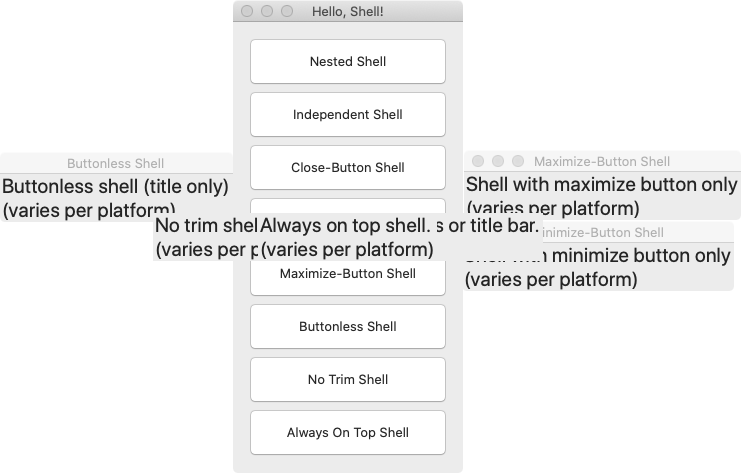 Hello, Shell!
Nested Shell
Independent Shell
Close-Button Shell
Buttonless Shell
Buttonless shell (title only)
(varies per platform)
Maximize-Button Shell
Shell with maximize button only
(varies per platform)
No trim shel
(varies per p
Always on top shell.
(varies per platform)
s or title bar.
inimize-Button Shell
Shell with minimize button only
(varies per platform)
Maximize-Button Shell
Buttonless Shell
No Trim Shell
Always On Top Shell